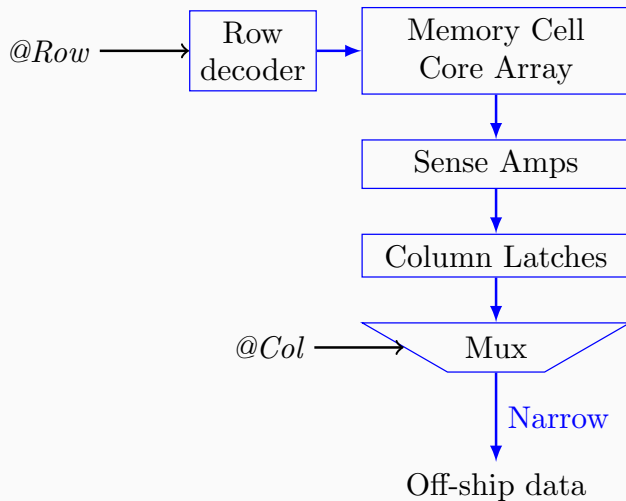 @Row
Row
decoder
Memory Cell
Core Array
Sense Amps
Column Latches
@Col
Mux
Narrow
Off-ship data